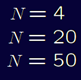 N = 4
N = 20
N = 50